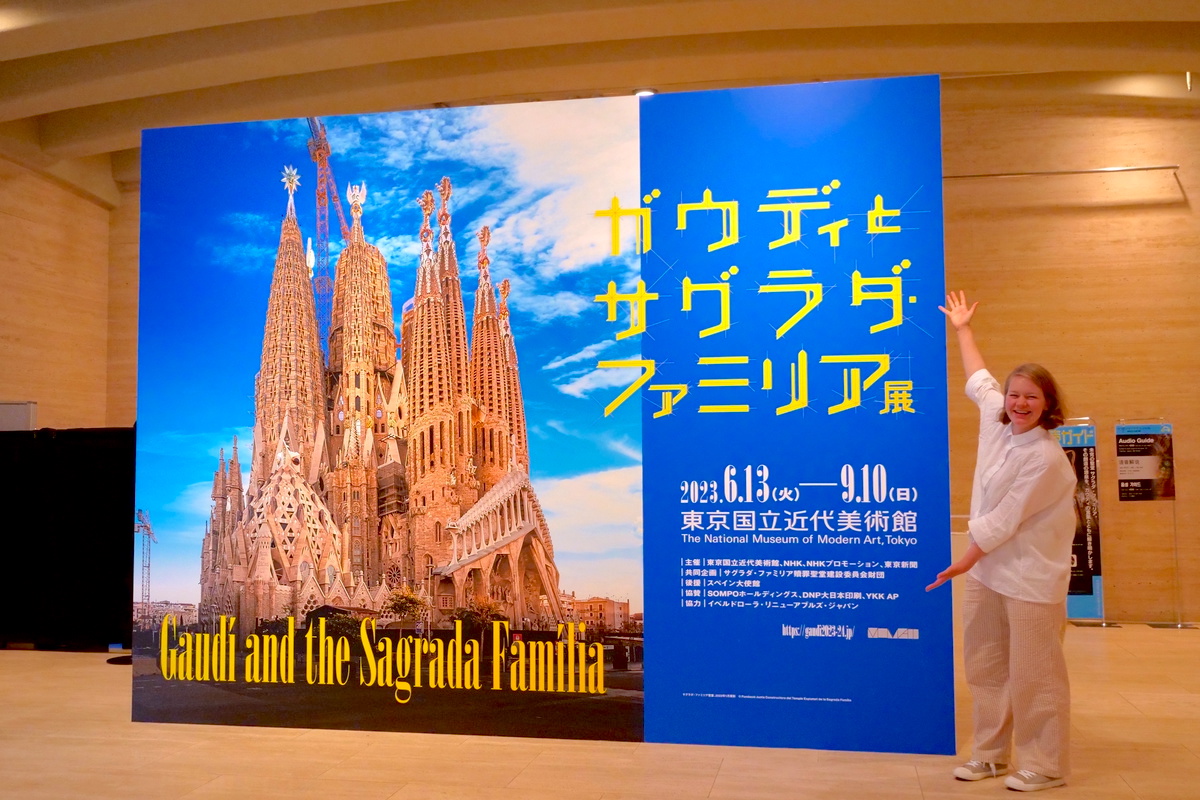 ガウディと
サグラダ・
ファミリア展
2023.6.13(火)—9.10(日)
東京国立近代美術館
The National Museum of Modern Art, Tokyo
|主催|東京国立近代美術館、NHK、NHKプロモーション、東京新聞
|共同企画|サグラダ・ファミリア贖罪聖堂建設委員会財団
|後援|スペイン大使館
|協賛|SOMPOホールディングス、DNP大日本印刷、YKK AP
|協力|イベルドローラ・リニューアブルズ・ジャパン
https://gaudi2023-24.jp/
Gaudí and the Sagrada Família
ガイド
Audio Guide